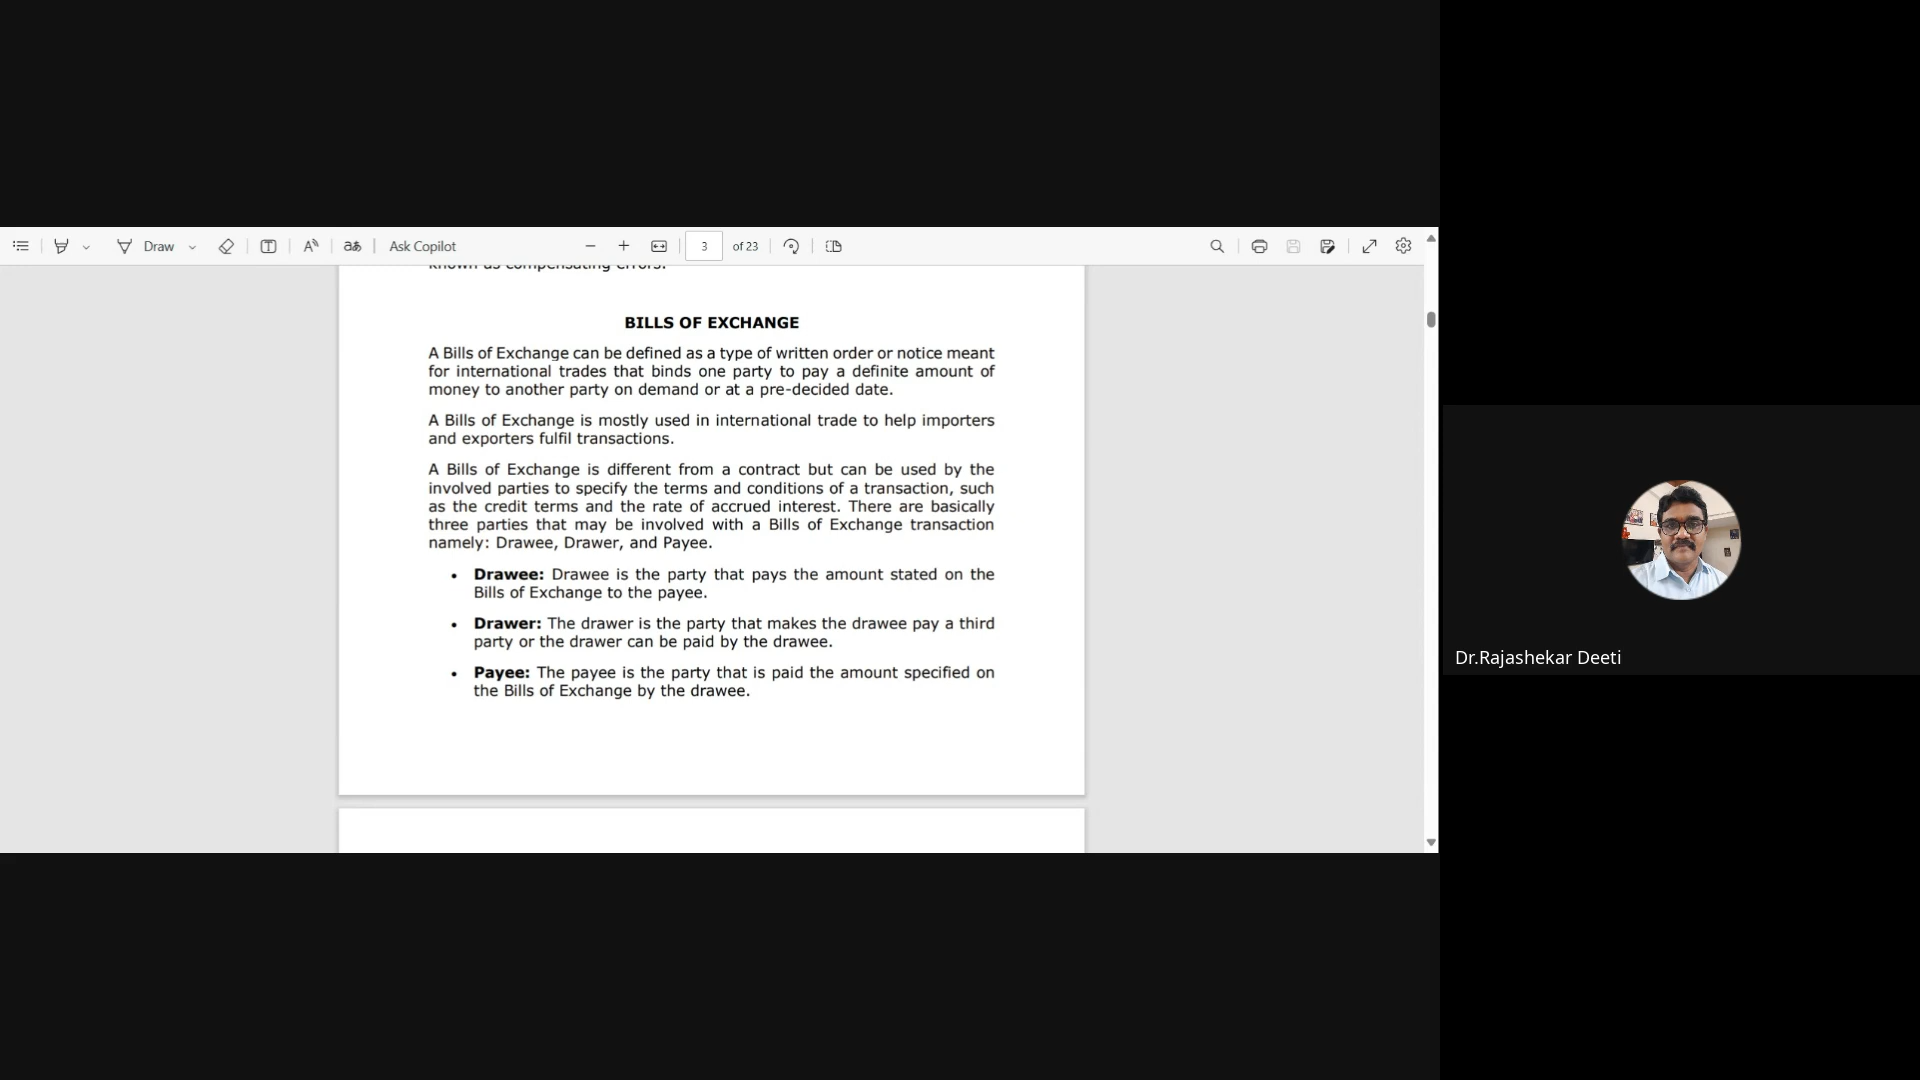 Draw
Ask Copilot
3 of 23
known as compensating errors.
BILLS OF EXCHANGE
A Bills of Exchange can be defined as a type of written order or notice meant
for international trades that binds one party to pay a definite amount of
money to another party on demand or at a pre-decided date.
A Bills of Exchange is mostly used in international trade to help importers
and exporters fulfil transactions.
A Bills of Exchange is different from a contract but can be used by the
involved parties to specify the terms and conditions of a transaction, such
as the credit terms and the rate of accrued interest. There are basically
three parties that may be involved with a Bills of Exchange transaction
namely: Drawee, Drawer, and Payee.
• Drawee: Drawee is the party that pays the amount stated on the
Bills of Exchange to the payee.
• Drawer: The drawer is the party that makes the drawee pay a third
party or the drawer can be paid by the drawee.
• Payee: The payee is the party that is paid the amount specified on
the Bills of Exchange by the drawee.
Dr.Rajashekar Deeti